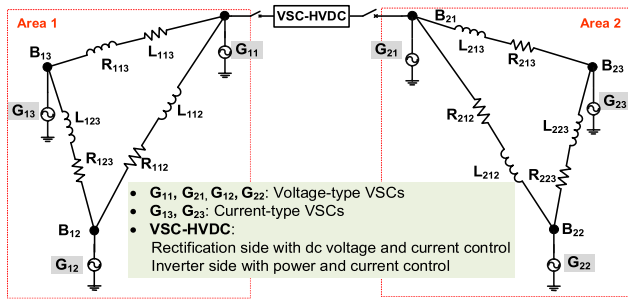 Area 1
VSC-HVDC
Area 2
B21
B13
L113
R113
G11
G21
L213
R213
B23
G13
L123
L112
G23
R123
R112
R212
L223
L212
R223
B12
B22
G12
G22
• G11, G21, G12, G22: Voltage-type VSCs
• G13, G23: Current-type VSCs
• VSC-HVDC:
Rectification side with dc voltage and current control
Inverter side with power and current control